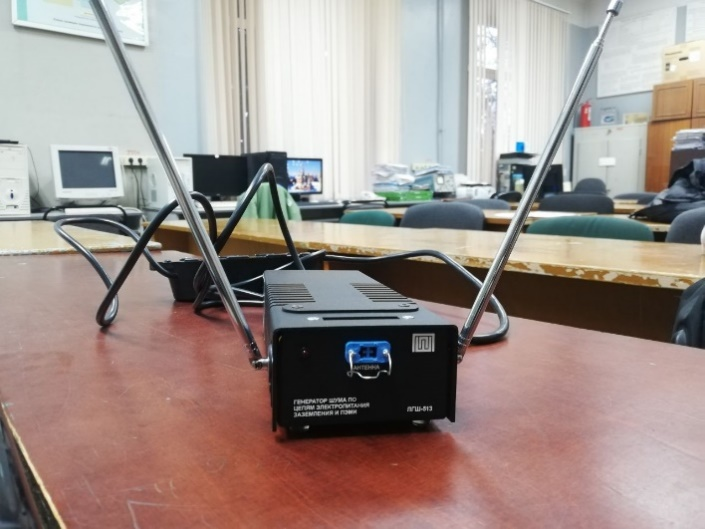 АНТЕННА
ГЕНЕРАТОР ШУМА ПО
ЦЕПЯМ ЭЛЕКТРОПИТАНИЯ
ЗАЗЕМЛЕНИЯ И ПЭМИ
ЛГШ-513